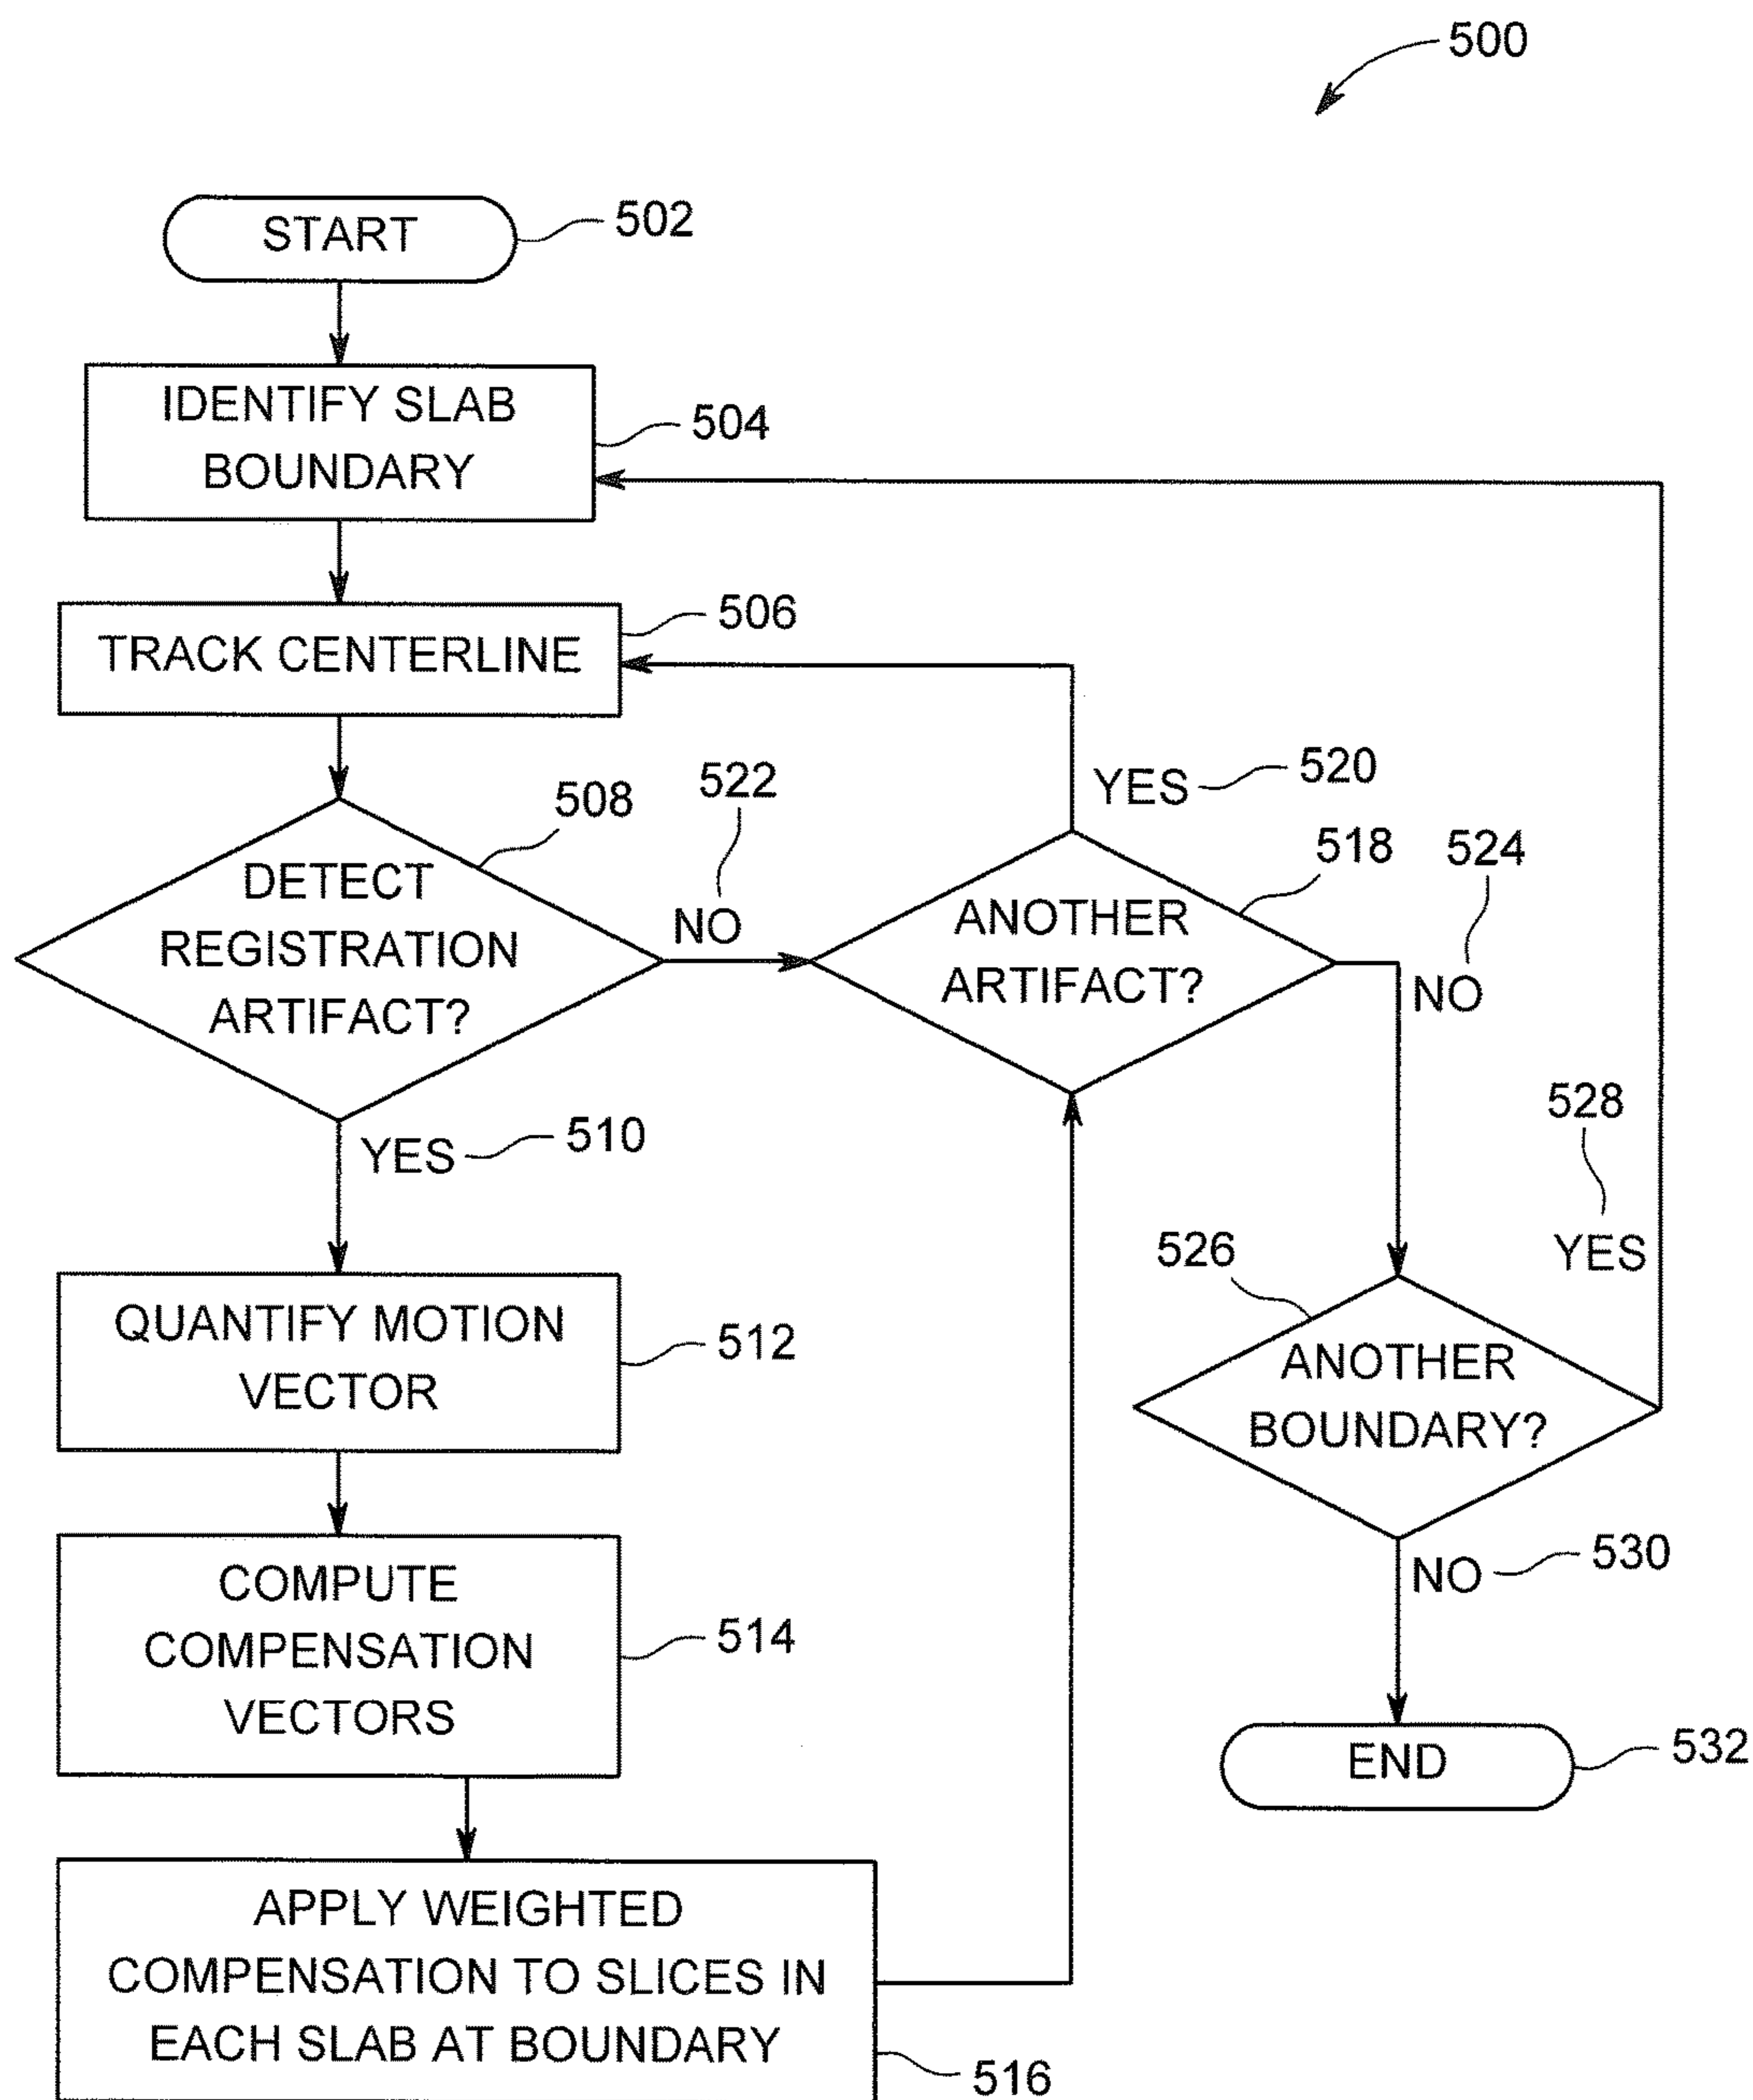 500
START
502
IDENTIFY SLAB
BOUNDARY
504
TRACK CENTERLINE
506
DETECT
REGISTRATION
ARTIFACT?
508
522
NO
YES
520
ANOTHER
ARTIFACT?
518
524
NO
YES
510
528
YES
QUANTIFY MOTION
VECTOR
512
526
ANOTHER
BOUNDARY?
NO
530
COMPUTE
COMPENSATION
VECTORS
514
END
532
APPLY WEIGHTED
COMPENSATION TO SLICES IN
EACH SLAB AT BOUNDARY
516